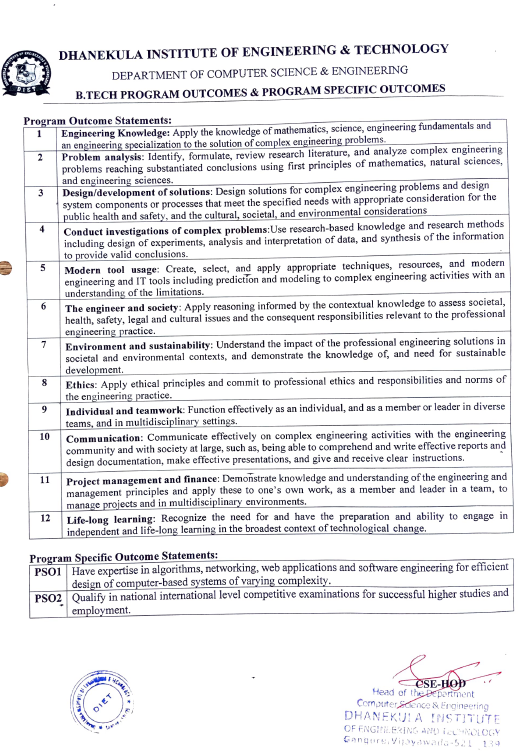 DHANEKULA INSTITUTE OF ENGINEERING & TECHNOLOGY
DEPARTMENT OF COMPUTER SCIENCE & ENGINEERING
B.TECH PROGRAM OUTCOMES & PROGRAM SPECIFIC OUTCOMES
Program Outcome Statements:
1 Engineering Knowledge: Apply the knowledge of mathematics, science, engineering fundamentals and
an engineering specialization to the solution of complex engineering problems.
2 Problem analysis: Identify, formulate, review research literature, and analyze complex engineering
problems reaching substantiated conclusions using first principles of mathematics, natural sciences,
and engineering sciences.
3 Design/development of solutions: Design solutions for complex engineering problems and design
system components or processes that meet the specified needs with appropriate consideration for the
public health and safety, and the cultural, societal, and environmental considerations
4 Conduct investigations of complex problems:Use research-based knowledge and research methods
including design of experiments, analysis and interpretation of data, and synthesis of the information
to provide valid conclusions.
5 Modern tool usage: Create, select, and apply appropriate techniques, resources, and modern
engineering and IT tools including prediction and modeling to complex engineering activities with an
understanding of the limitations.
6 The engineer and society: Apply reasoning informed by the contextual knowledge to assess societal,
health, safety, legal and cultural issues and the consequent responsibilities relevant to the professional
engineering practice.
7 Environment and sustainability: Understand the impact of the professional engineering solutions in
societal and environmental contexts, and demonstrate the knowledge of, and need for sustainable
development.
8 Ethics: Apply ethical principles and commit to professional ethics and responsibilities and norms of
the engineering practice.
9 Individual and teamwork: Function effectively as an individual, and as a member or leader in diverse
teams, and in multidisciplinary settings.
10 Communication: Communicate effectively on complex engineering activities with the engineering
community and with society at large, such as, being able to comprehend and write effective reports and
design documentation, make effective presentations, and give and receive clear instructions.
11 Project management and finance: Demonstrate knowledge and understanding of the engineering and
management principles and apply these to one's own work, as a member and leader in a team, to
manage projects and in multidisciplinary environments.
12 Life-long learning: Recognize the need for and have the preparation and ability to engage in
independent and life-long learning in the broadest context of technological change.
Program Specific Outcome Statements:
PSO1 Have expertise in algorithms, networking, web applications and software engineering for efficient
design of computer-based systems of varying complexity.
PSO2 Qualify in national international level competitive examinations for successful higher studies and
employment.
DIET
DIET
CSE-HOD
Head of the Department
Computer Science & Engineering
DHANEKULA INSTITUTE
OF ENGINEERING AND TECHNOLOGY
Ganguru, Vijayawada-521 139